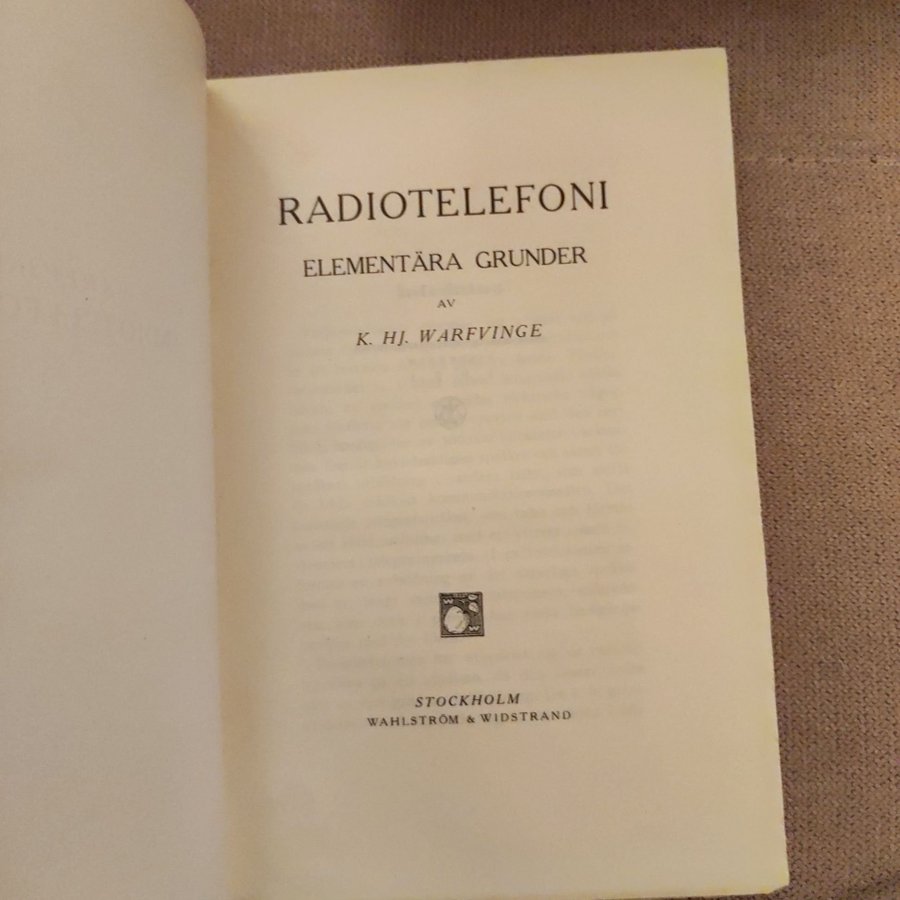 RADIOTELEFONI
ELEMENTÄRA GRUNDER
AV
K. HJ. WARFVINGE
W
W
STOCKHOLM
WAHLSTRÖM & WIDSTRAND